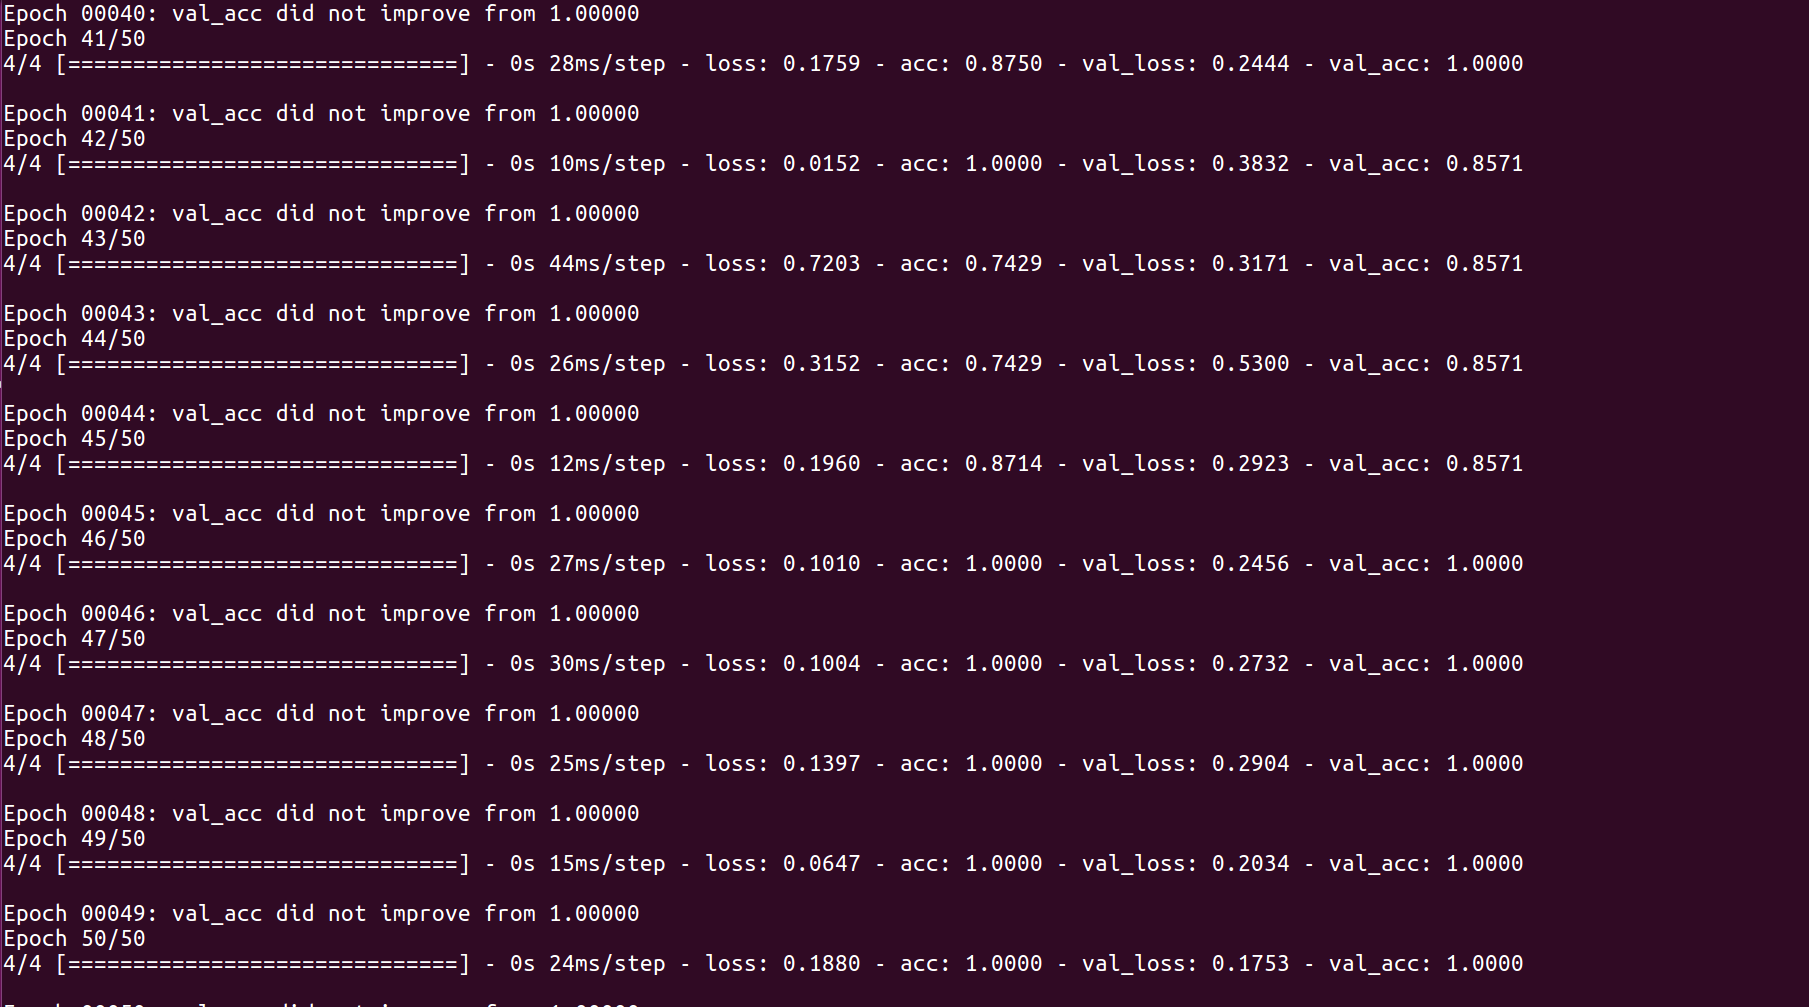 Epoch 00040: val_acc did not improve from 1.00000
Epoch 41/50
4/4 [==============================] - 0s 28ms/step - loss: 0.1759 - acc: 0.8750 - val_loss: 0.2444 - val_acc: 1.0000
Epoch 00041: val_acc did not improve from 1.00000
Epoch 42/50
4/4 [==============================] - 0s 10ms/step - loss: 0.0152 - acc: 1.0000 - val_loss: 0.3832 - val_acc: 0.8571
Epoch 00042: val_acc did not improve from 1.00000
Epoch 43/50
4/4 [==============================] - 0s 44ms/step - loss: 0.7203 - acc: 0.7429 - val_loss: 0.3171 - val_acc: 0.8571
Epoch 00043: val_acc did not improve from 1.00000
Epoch 44/50
4/4 [==============================] - 0s 26ms/step - loss: 0.3152 - acc: 0.7429 - val_loss: 0.5300 - val_acc: 0.8571
Epoch 00044: val_acc did not improve from 1.00000
Epoch 45/50
4/4 [==============================] - 0s 12ms/step - loss: 0.1960 - acc: 0.8714 - val_loss: 0.2923 - val_acc: 0.8571
Epoch 00045: val_acc did not improve from 1.00000
Epoch 46/50
4/4 [==============================] - 0s 27ms/step - loss: 0.1010 - acc: 1.0000 - val_loss: 0.2456 - val_acc: 1.0000
Epoch 00046: val_acc did not improve from 1.00000
Epoch 47/50
4/4 [==============================] - 0s 30ms/step - loss: 0.1004 - acc: 1.0000 - val_loss: 0.2732 - val_acc: 1.0000
Epoch 00047: val_acc did not improve from 1.00000
Epoch 48/50
4/4 [==============================] - 0s 25ms/step - loss: 0.1397 - acc: 1.0000 - val_loss: 0.2904 - val_acc: 1.0000
Epoch 00048: val_acc did not improve from 1.00000
Epoch 49/50
4/4 [==============================] - 0s 15ms/step - loss: 0.0647 - acc: 1.0000 - val_loss: 0.2034 - val_acc: 1.0000
Epoch 00049: val_acc did not improve from 1.00000
Epoch 50/50
4/4 [==============================] - 0s 24ms/step - loss: 0.1880 - acc: 1.0000 - val_loss: 0.1753 - val_acc: 1.0000